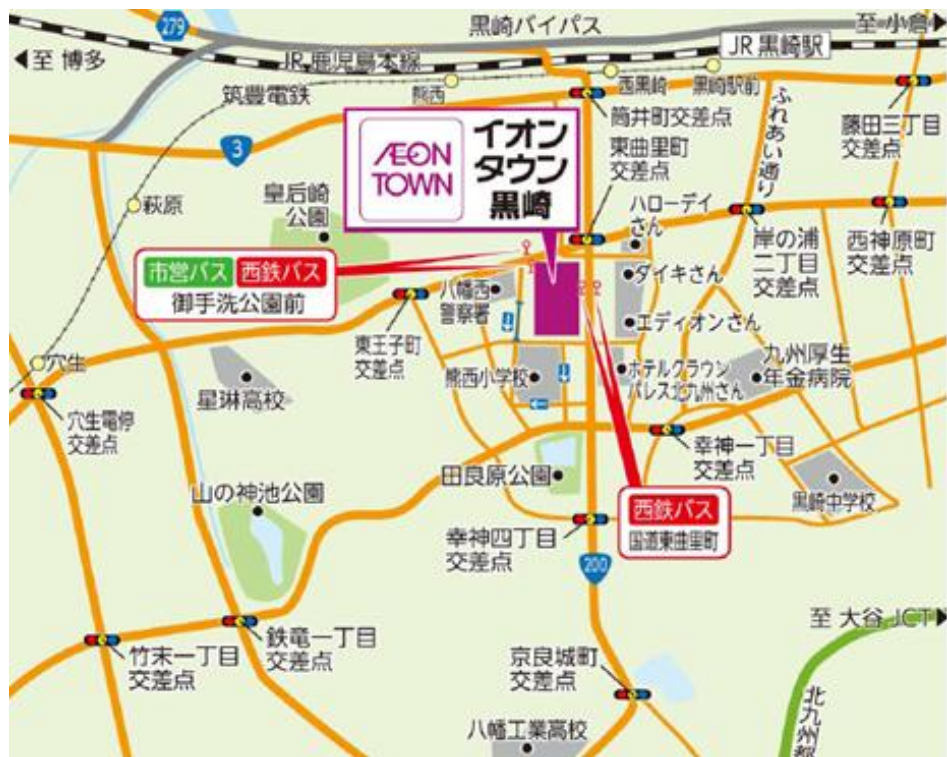 279
黒崎バイパス
至 小倉
至 博多
JR 鹿児島本線
JR 黒崎駅
筑豊電鉄
熊西
西黒崎
黒崎駅前
3
筒井町交差点
ふれあい通り
藤田三丁目
交差点
ÆON
TOWN
イオン
タウン
黒崎
東曲里町
交差点
萩原
皇后崎
公園
ハローデイ
さん
岸の浦
二丁目
交差点
西神原町
交差点
市営バス 西鉄バス
御手洗公園前
八幡西
警察署
ダイキさん
エディオンさん
東王子町
交差点
穴生
星琳高校
熊西小学校
ホテルクラウン
パレス北九州さん
九州厚生
年金病院
穴生電停
交差点
幸神一丁目
交差点
田良原公園
山の神池公園
黒崎中学校
西鉄バス
国道東曲里町
幸神四丁目
交差点
200
至 大谷 JCT
鉄竜一丁目
交差点
竹末一丁目
交差点
京良城町
交差点
八幡工業高校
北九州